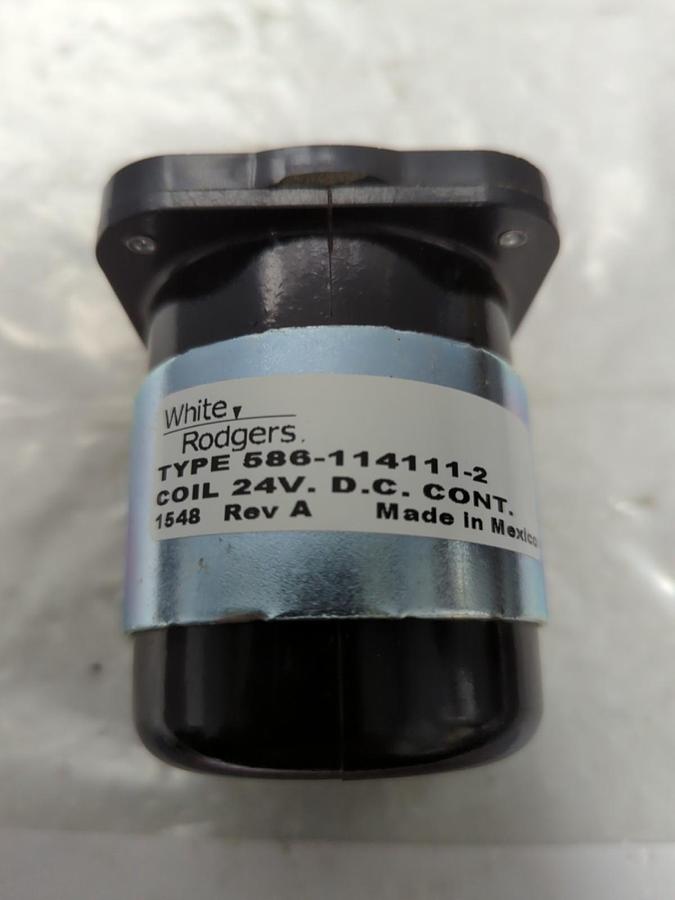 White
Rodgers
TYPE 586-114111-2
COIL 24V. D.C. CONT.
1548 Rev A Made in Mexico